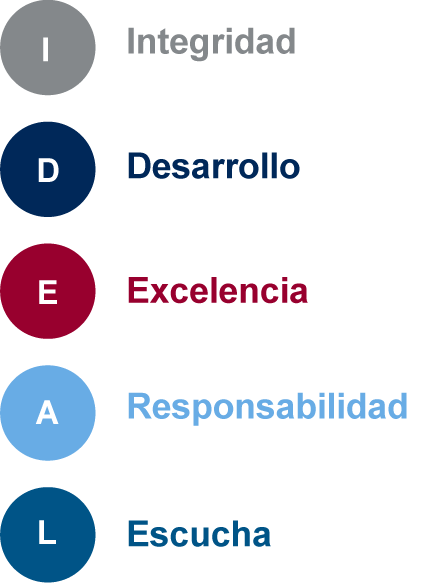 I Integridad
D Desarrollo
E Excelencia
A Responsabilidad
L Escucha